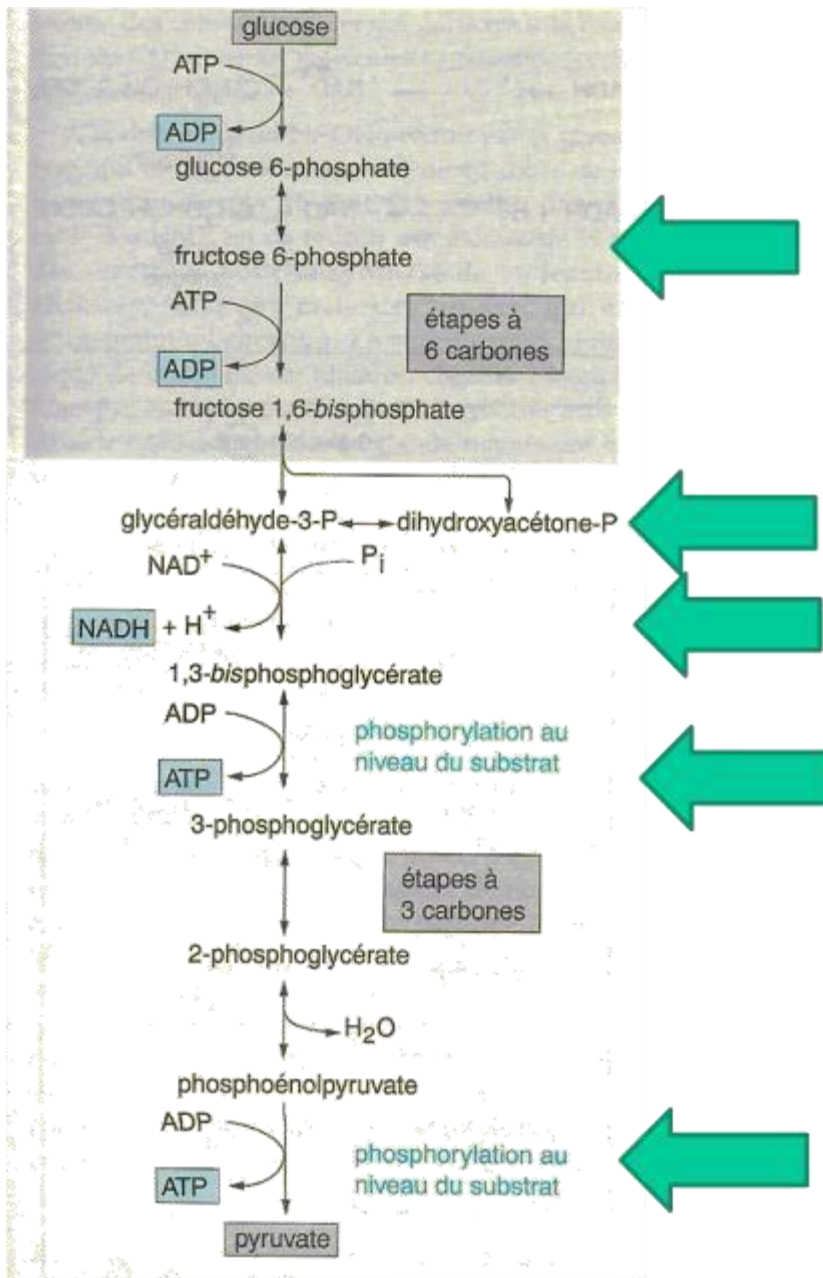 glucose
ATP
ADP
glucose 6-phosphate
fructose 6-phosphate
ATP
ADP
étapes à
6 carbones
fructose 1,6-bisphosphate
glycéraldéhyde-3-P
dihydroxyacétone-P
NAD+
Pi
NADH + H+
1,3-bisphosphoglycérate
ADP
ATP
phosphorylation au
niveau du substrat
3-phosphoglycérate
étapes à
3 carbones
2-phosphoglycérate
H2O
phosphoénolpyruvate
ADP
ATP
phosphorylation au
niveau du substrat
pyruvate